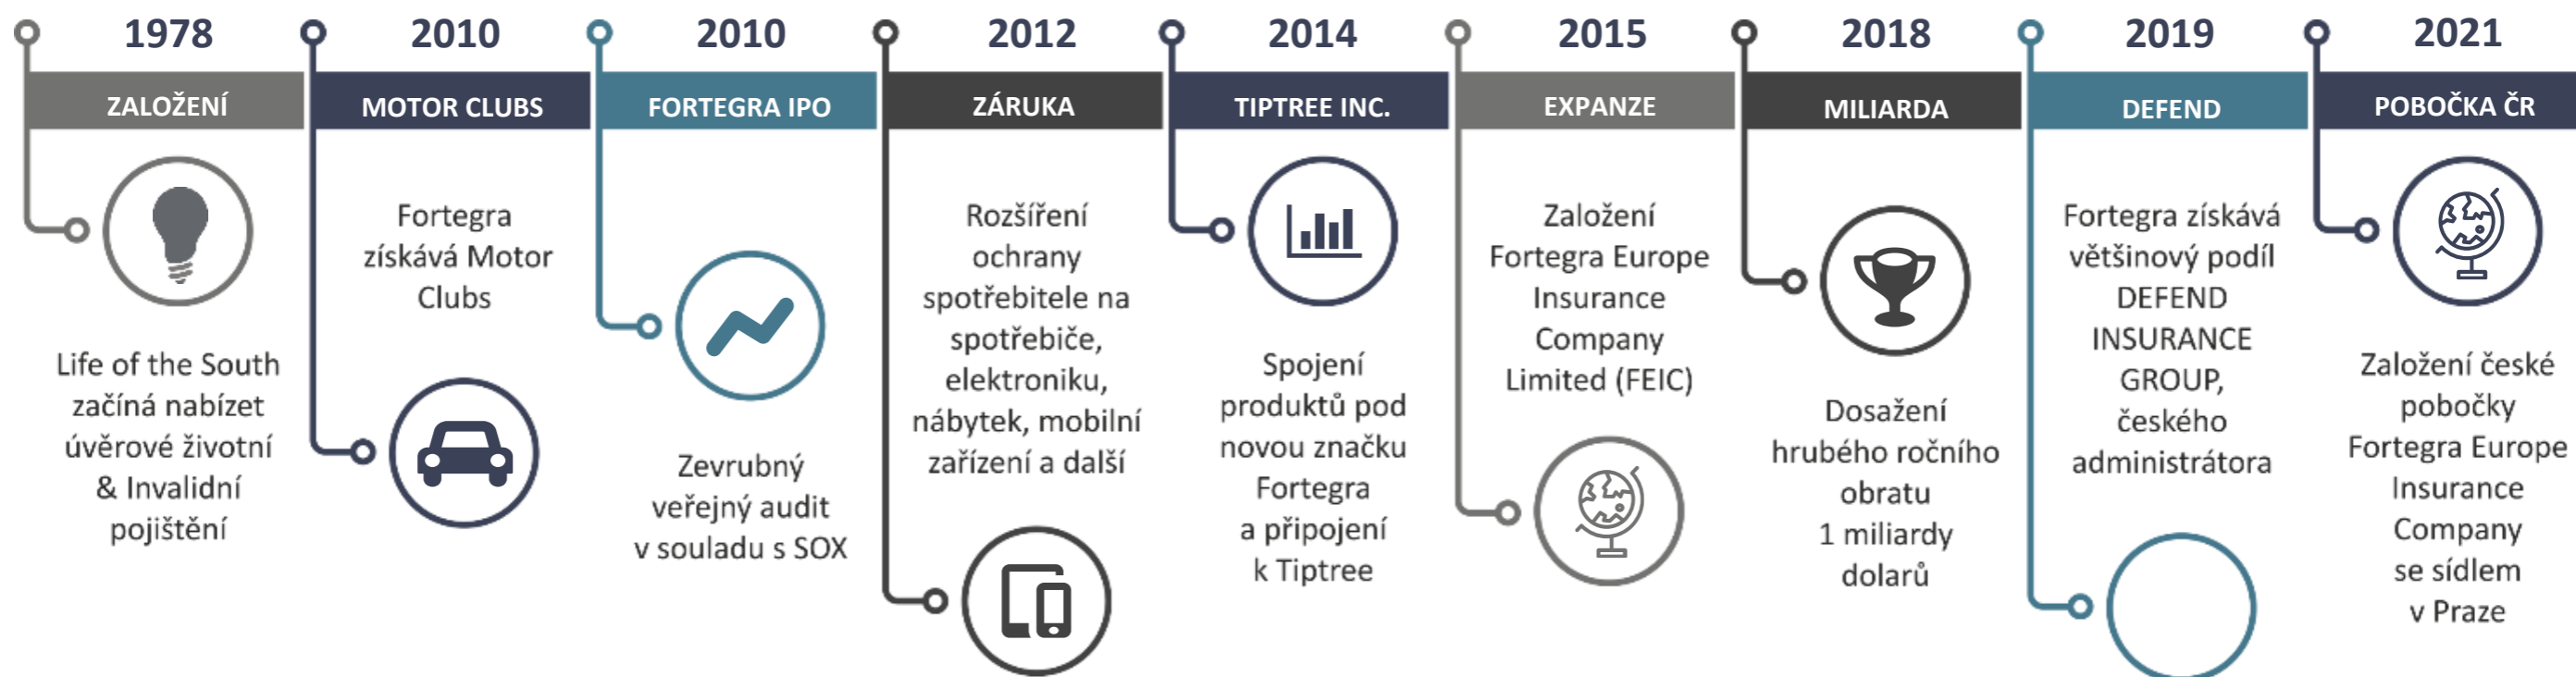 1978
ZALOŽENÍ
Life of the South
začíná nabízet
úvěrové životní
& Invalidní
pojištění
2010
MOTOR CLUBS
Fortegra
získává Motor
Clubs
2010
FORTEGRA IPO
Zevrubný
veřejný audit
v souladu s SOX
2012
ZÁRUKA
Rozšíření
ochrany
spotřebitele na
spotřebiče,
elektroniku,
nábytek, mobilní
zařízení a další
2014
TIPTREE INC.
Spojení
produktů pod
novou značku
Fortegra
a připojení
k Tiptree
2015
EXPANZE
Založení
Fortegra Europe
Insurance
Company
Limited (FEIC)
2018
MILIARDA
Dosažení
hrubého ročního
obratu
1 miliardy
dolarů
2019
DEFEND
Fortegra získává
většinový podíl
DEFEND
INSURANCE
GROUP,
českého
administrátora
2021
POBOČKA ČR
Založení české
pobočky
Fortegra Europe
Insurance
Company
se sídlem
v Praze